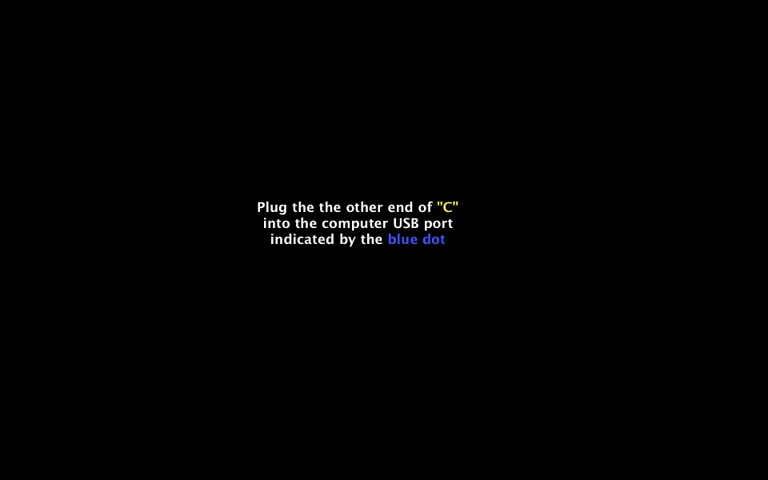 Plug the the other end of "C"
into the computer USB port
indicated by the blue dot